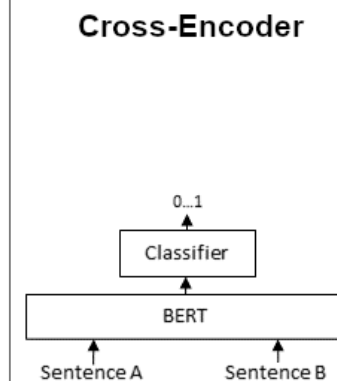 Cross-Encoder
0...1
Classifier
BERT
Sentence A
Sentence B